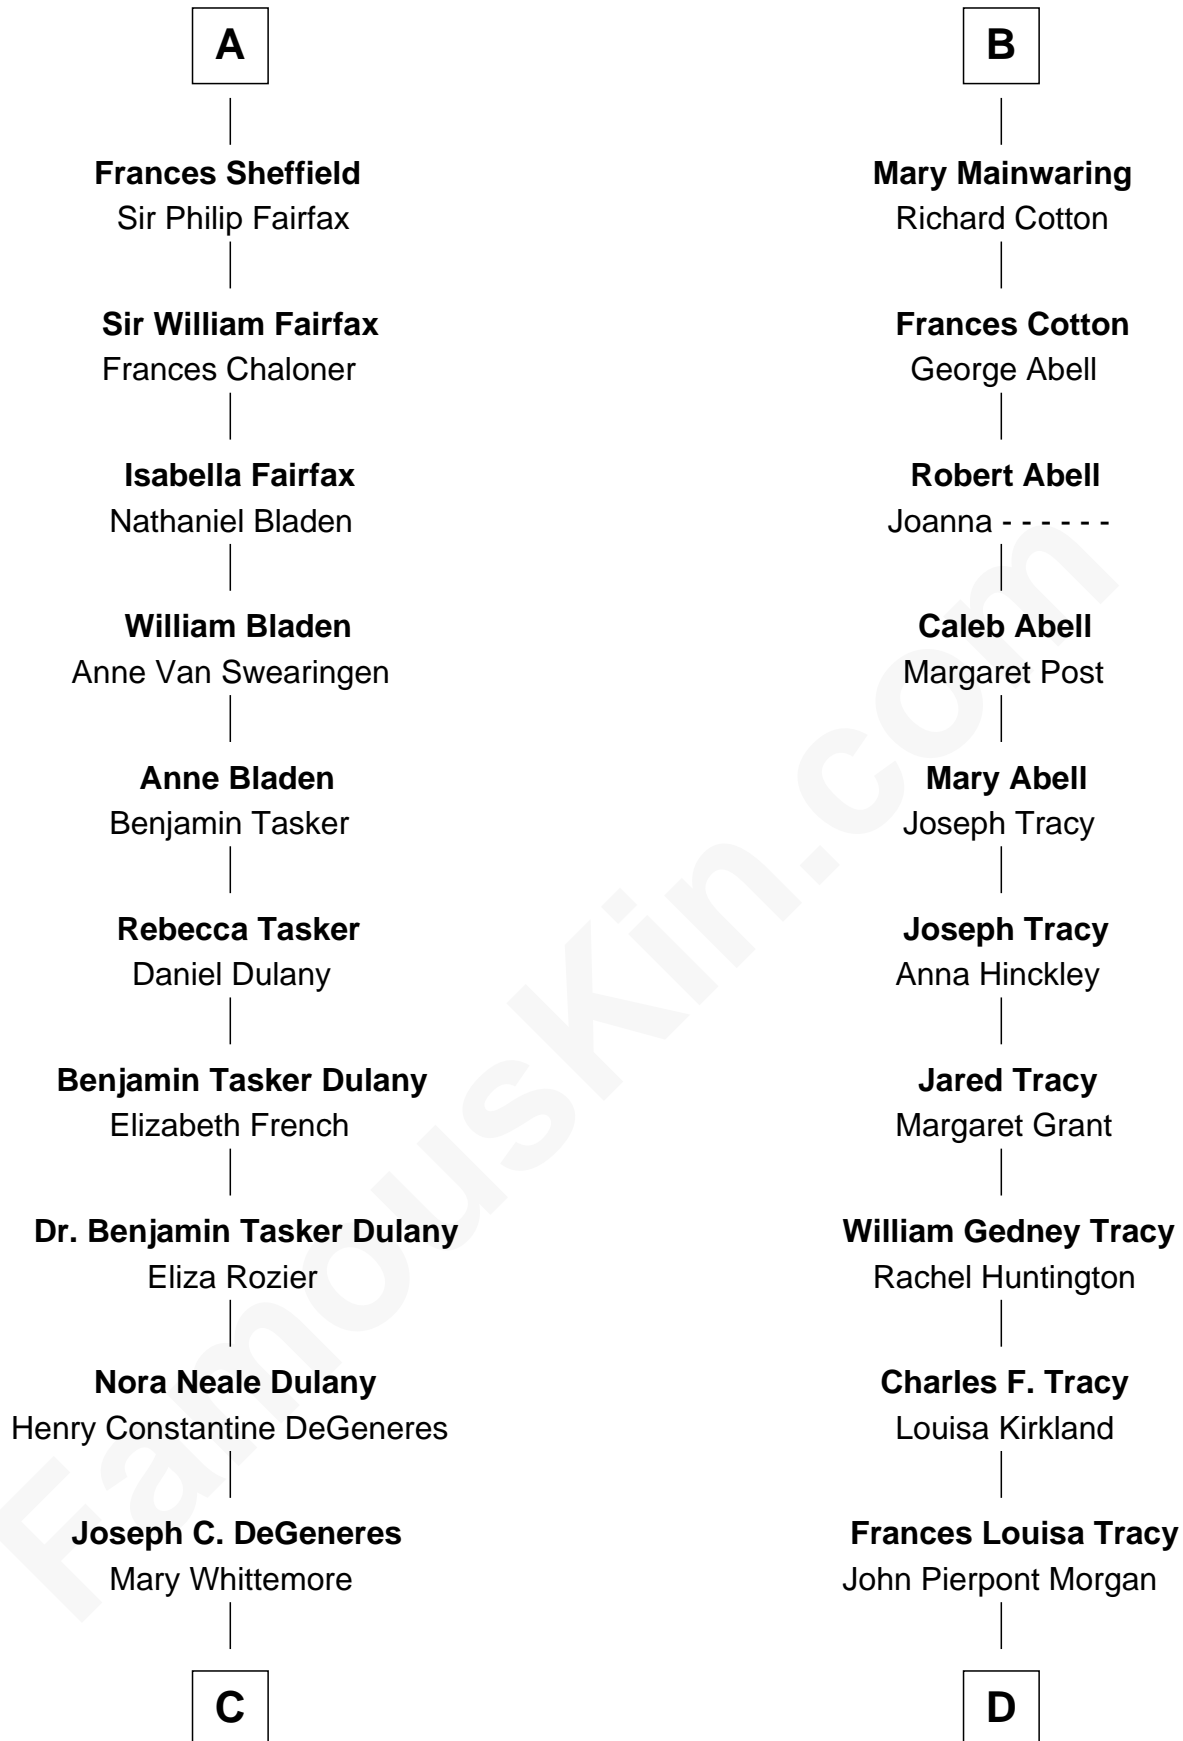 A
Frances Sheffield
Sir Philip Fairfax
Sir William Fairfax
Frances Chaloner
Isabella Fairfax
Nathaniel Bladen
William Bladen
Anne Van Swearingen
Anne Bladen
Benjamin Tasker
Rebecca Tasker
Daniel Dulany
Benjamin Tasker Dulany
Elizabeth French
Dr. Benjamin Tasker Dulany
Eliza Rozier
Nora Neale Dulany
Henry Constantine DeGeneres
Joseph C. DeGeneres
Mary Whittemore
C
B
Mary Mainwaring
Richard Cotton
Frances Cotton
George Abell
Robert Abell
Joanna - - - - - -
Caleb Abell
Margaret Post
Mary Abell
Joseph Tracy
Joseph Tracy
Anna Hinckley
Jared Tracy
Margaret Grant
William Gedney Tracy
Rachel Huntington
Charles F. Tracy
Louisa Kirkland
Frances Louisa Tracy
John Pierpont Morgan
D
FamousKin.com